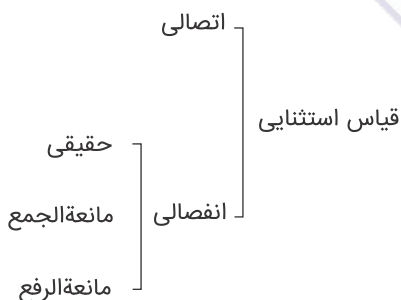 اتصالی
قیاس استثنایی
حقیقی
انفصالی
مانعةالجمع
مانعةالرفع